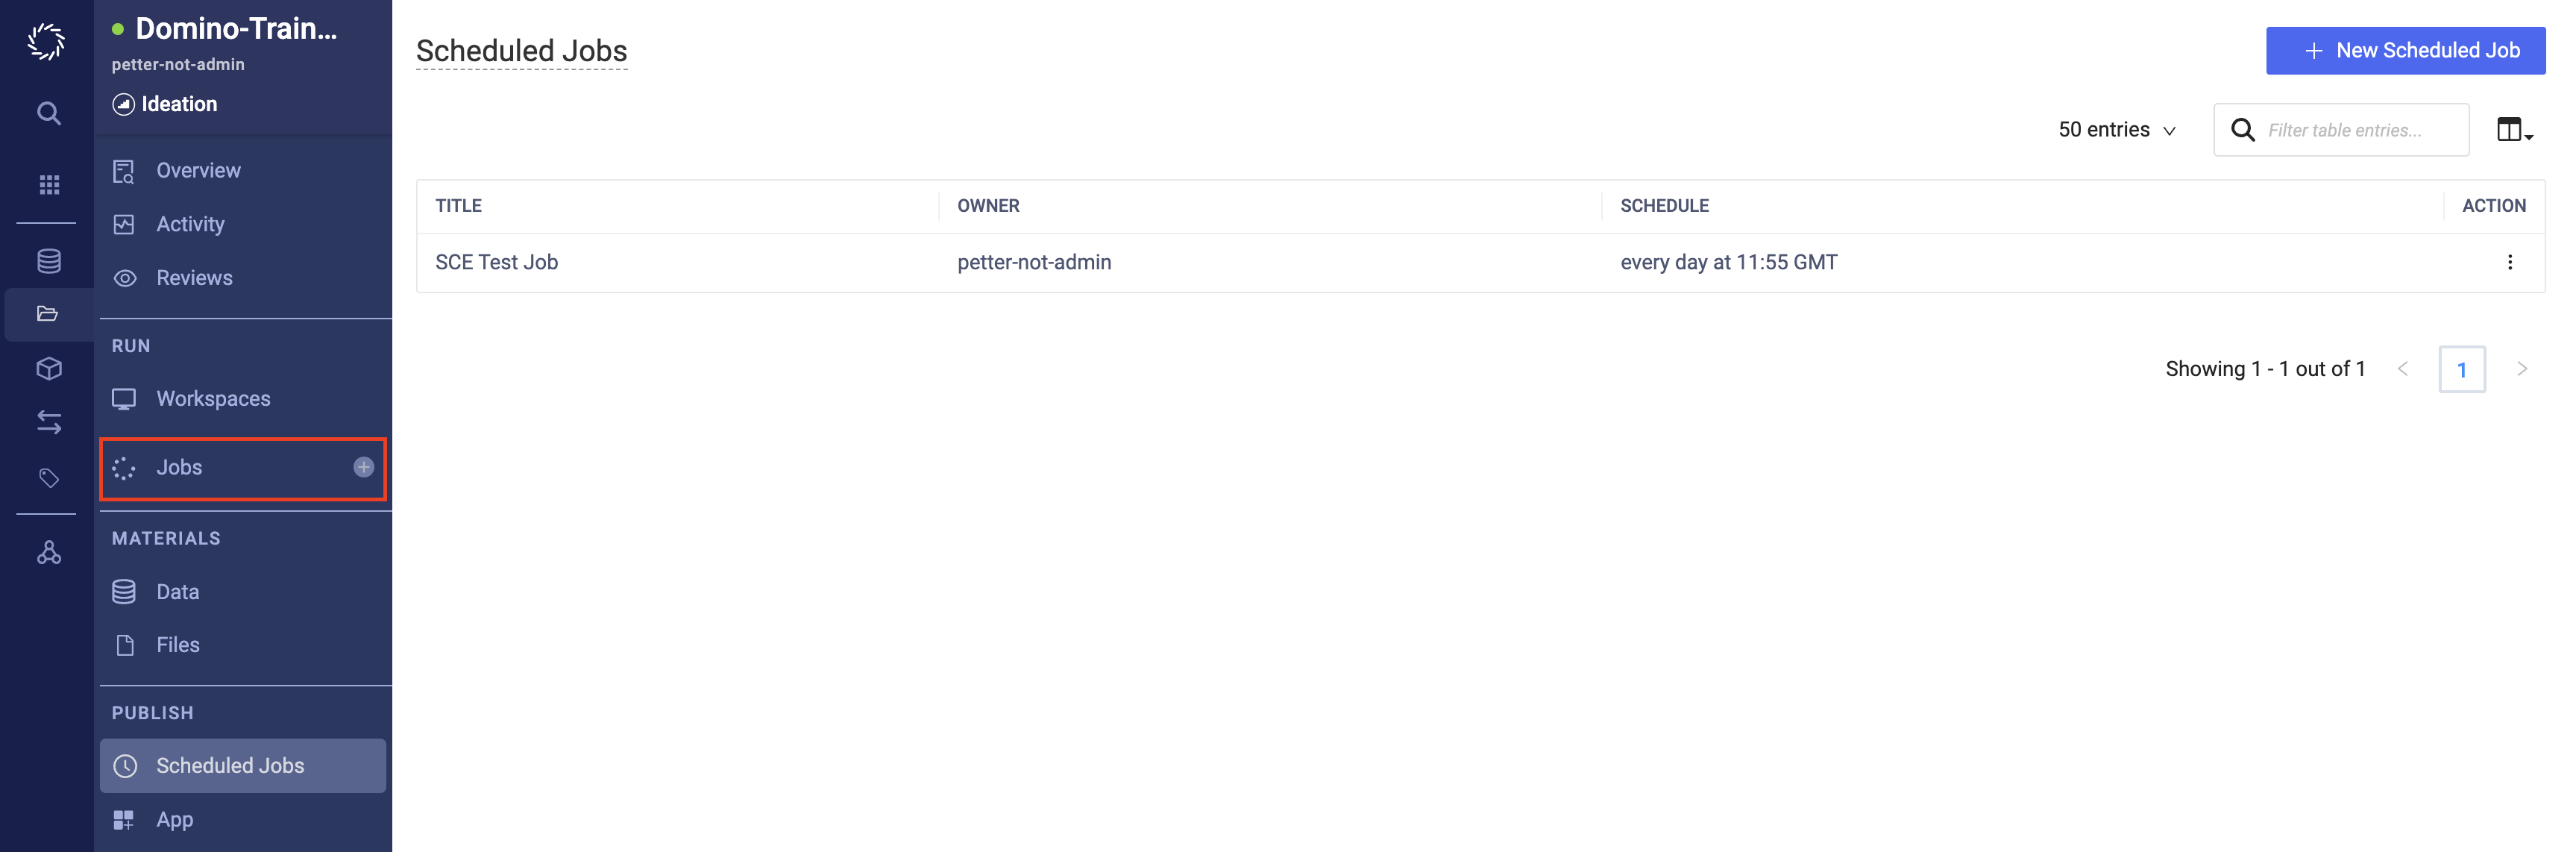 Domino-Train...
petter-not-admin
Ideation
Overview
Activity
Reviews
RUN
Workspaces
Jobs
MATERIALS
Data
Files
PUBLISH
Scheduled Jobs
App
Scheduled Jobs
New Scheduled Job
50 entries
Filter table entries...
TITLE OWNER SCHEDULE ACTION
SCE Test Job petter-not-admin every day at 11:55 GMT
Showing 1 - 1 out of 1 < 1 >